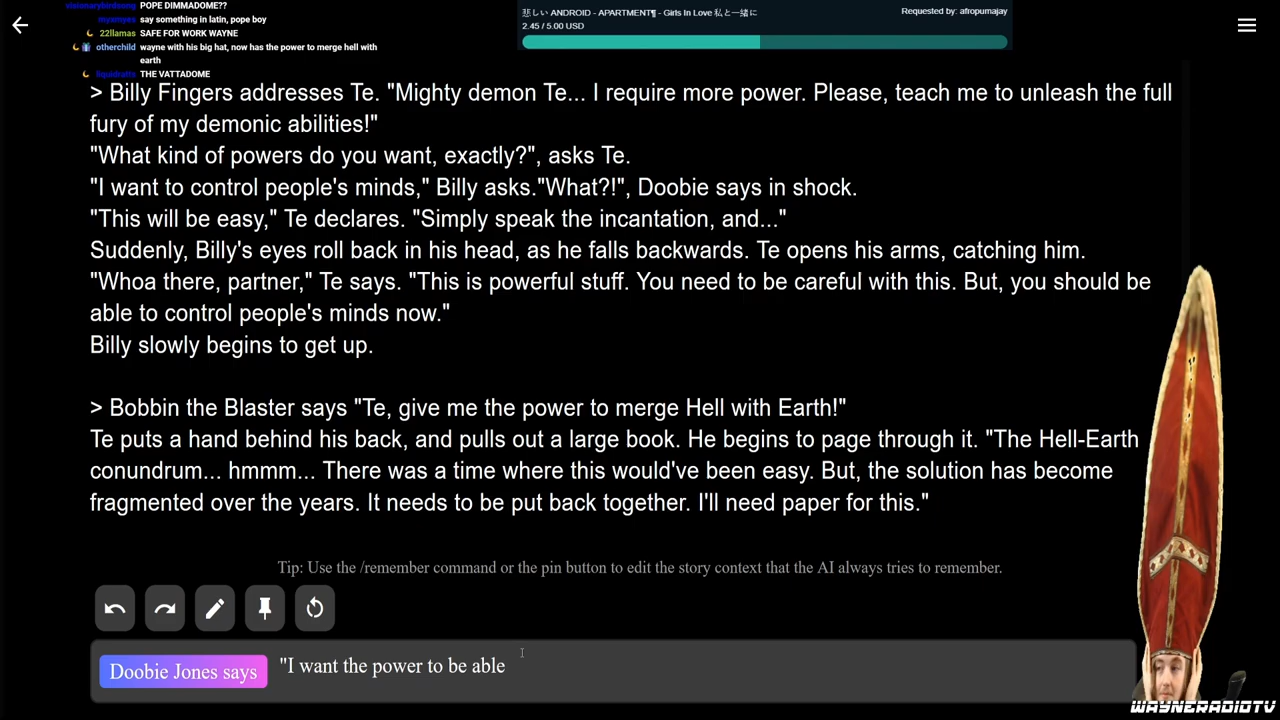 visionarybirdsong POPE DIMMADOME??
myamyes say something in latin, pope boy
22llamas SAFE FOR WORK WAYNE
otherchild wayne with his big hat, now has the power to merge hell with
earth
liquidratts THE VATTADOME
悲しい ANDROID - APARTMENT¶ - Girls In Love 私と一緒に
Requested by: afropumajay
2.45 / 5.00 USD
> Billy Fingers addresses Te. "Mighty demon Te... I require more power. Please, teach me to unleash the full
fury of my demonic abilities!"
"What kind of powers do you want, exactly?", asks Te.
"I want to control people's minds," Billy asks."What?!", Doobie says in shock.
"This will be easy," Te declares. "Simply speak the incantation, and..."
Suddenly, Billy's eyes roll back in his head, as he falls backwards. Te opens his arms, catching him.
"Whoa there, partner," Te says. "This is powerful stuff. You need to be careful with this. But, you should be
able to control people's minds now."
Billy slowly begins to get up.
> Bobbin the Blaster says "Te, give me the power to merge Hell with Earth!"
Te puts a hand behind his back, and pulls out a large book. He begins to page through it. "The Hell-Earth
conundrum... hmmm... There was a time where this would've been easy. But, the solution has become
fragmented over the years. It needs to be put back together. I'll need paper for this."
Tip: Use the /remember command or the pin button to edit the story context that the AI always tries to remember.
Doobie Jones says "I want the power to be able
WAYNERADIOTV